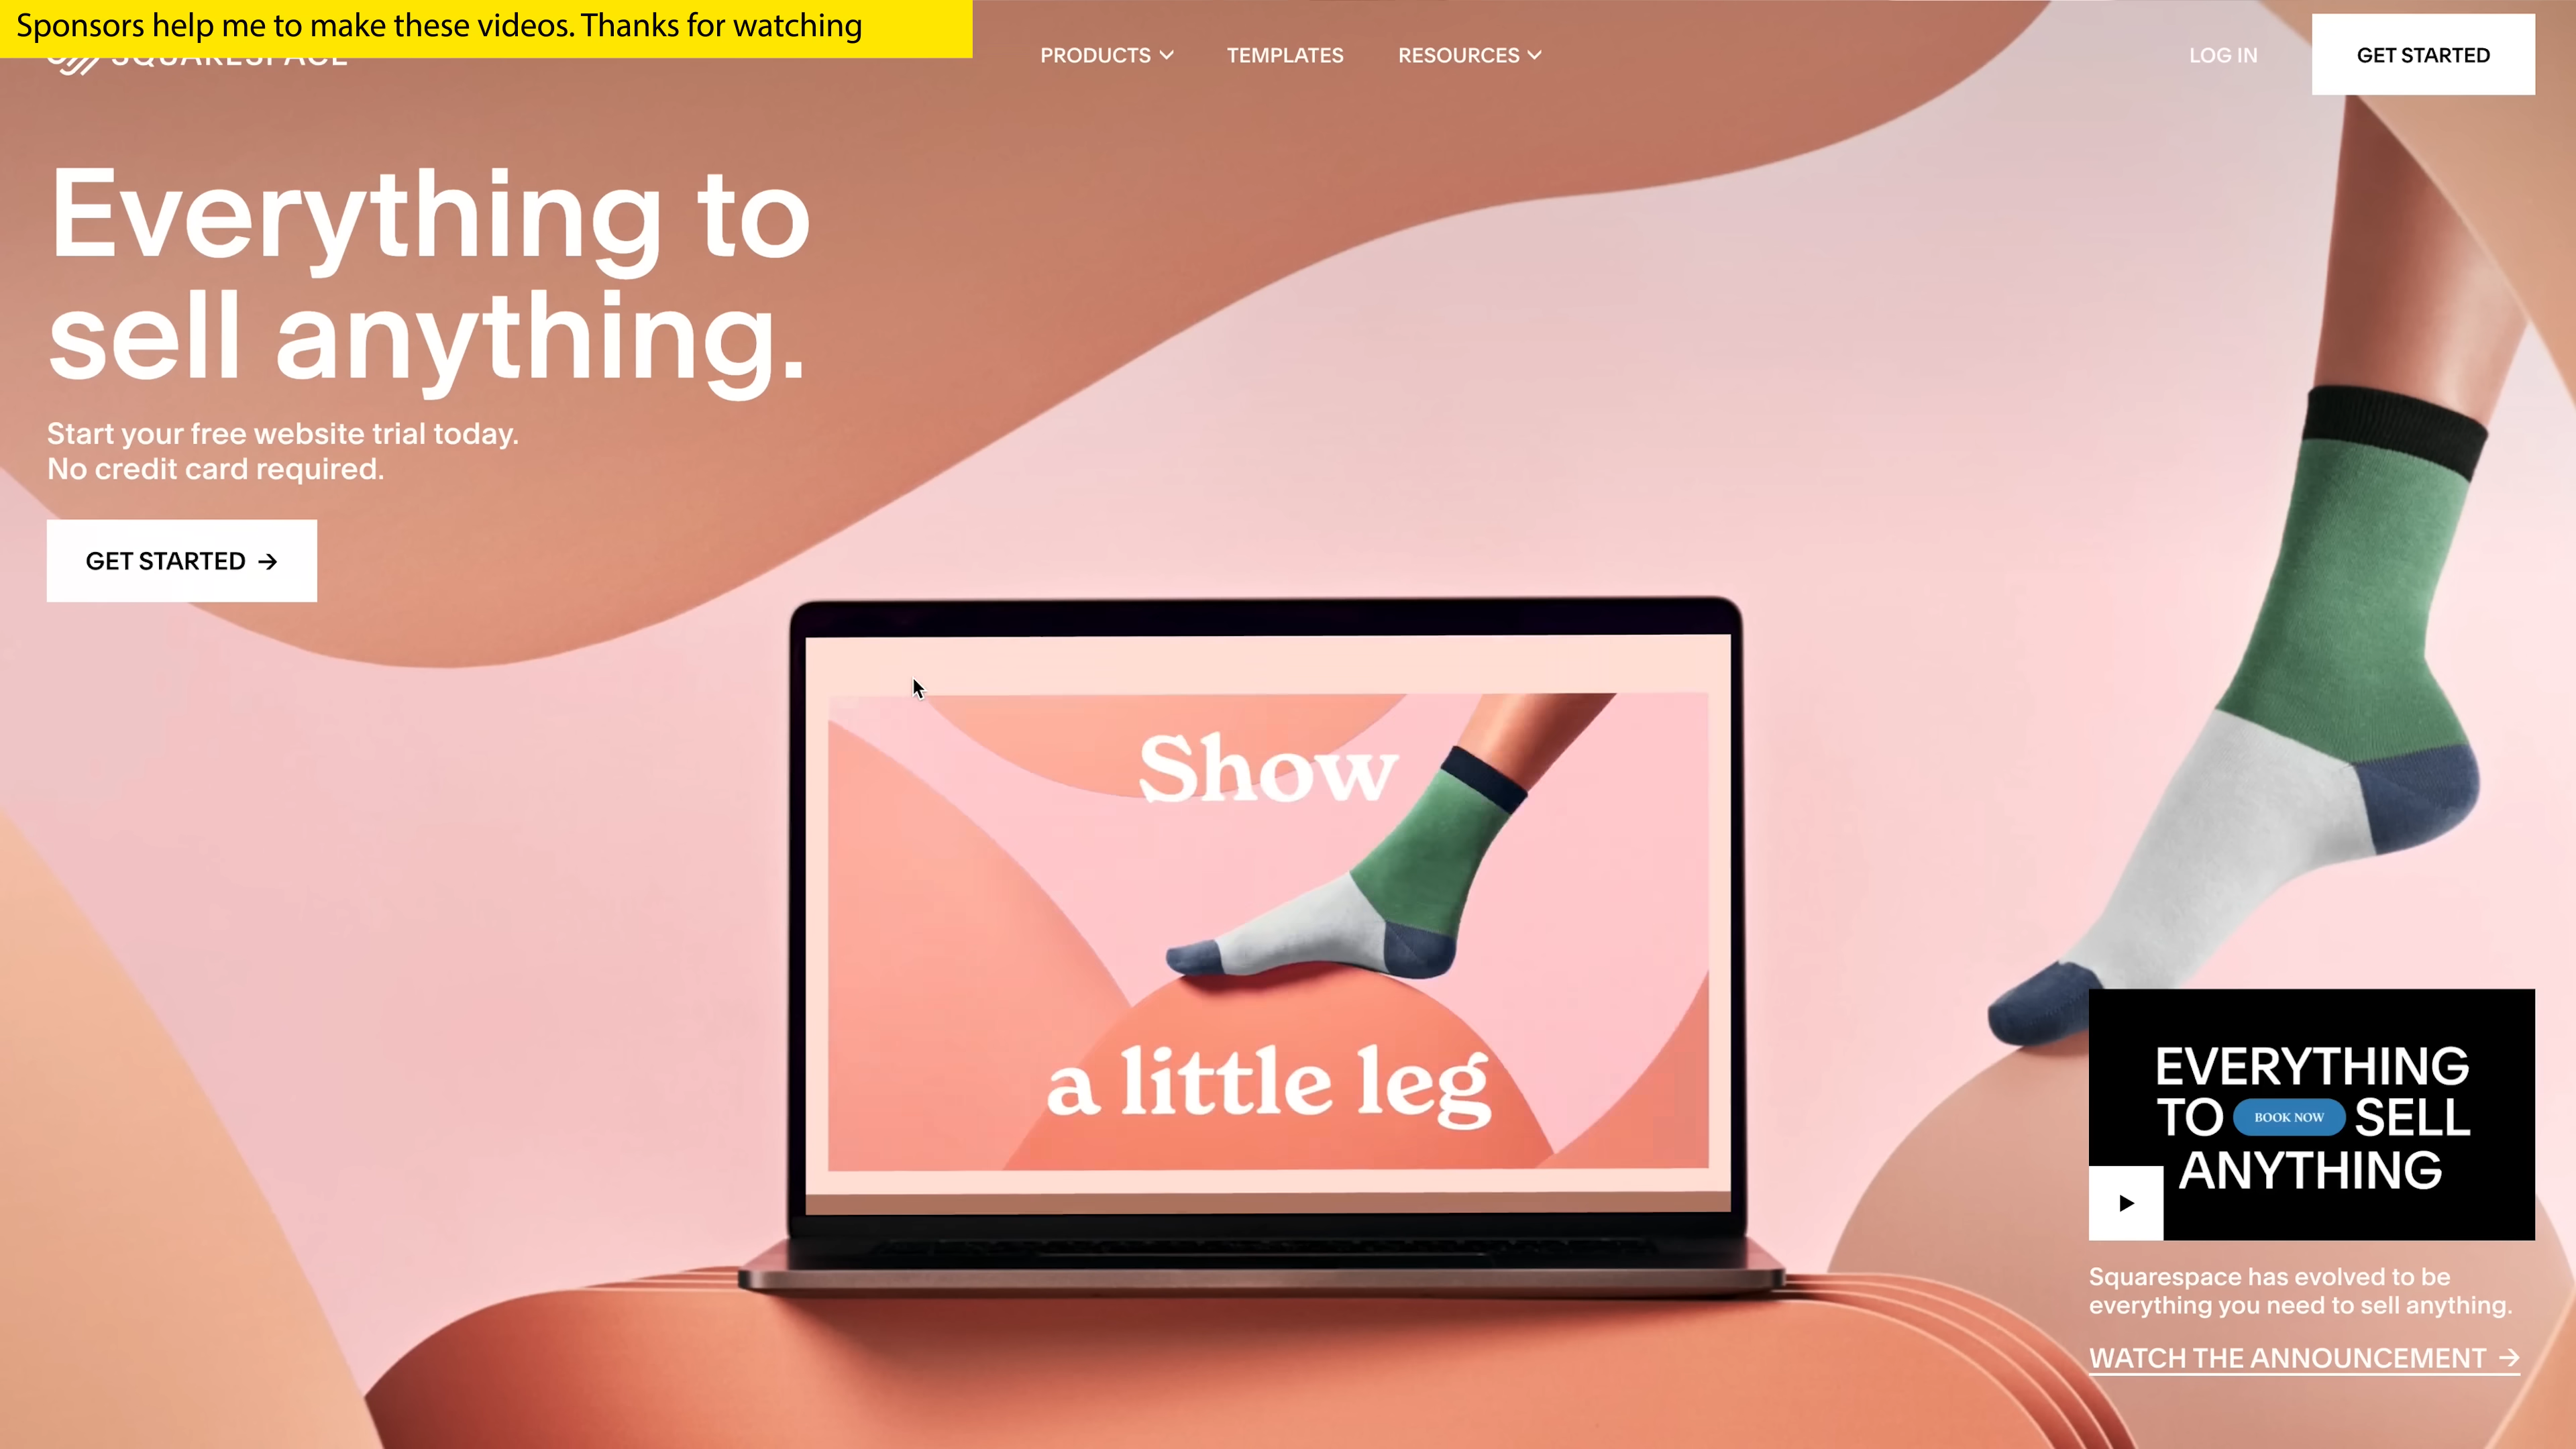 Sponsors help me to make these videos. Thanks for watching
SQUARESPACE
PRODUCTS
TEMPLATES
RESOURCES
LOG IN
GET STARTED
Everything to
sell anything.
Start your free website trial today.
No credit card required.
GET STARTED →
Show
a little leg
EVERYTHING
TO BOOK NOW SELL
ANYTHING
Squarespace has evolved to be
everything you need to sell anything.
WATCH THE ANNOUNCEMENT →